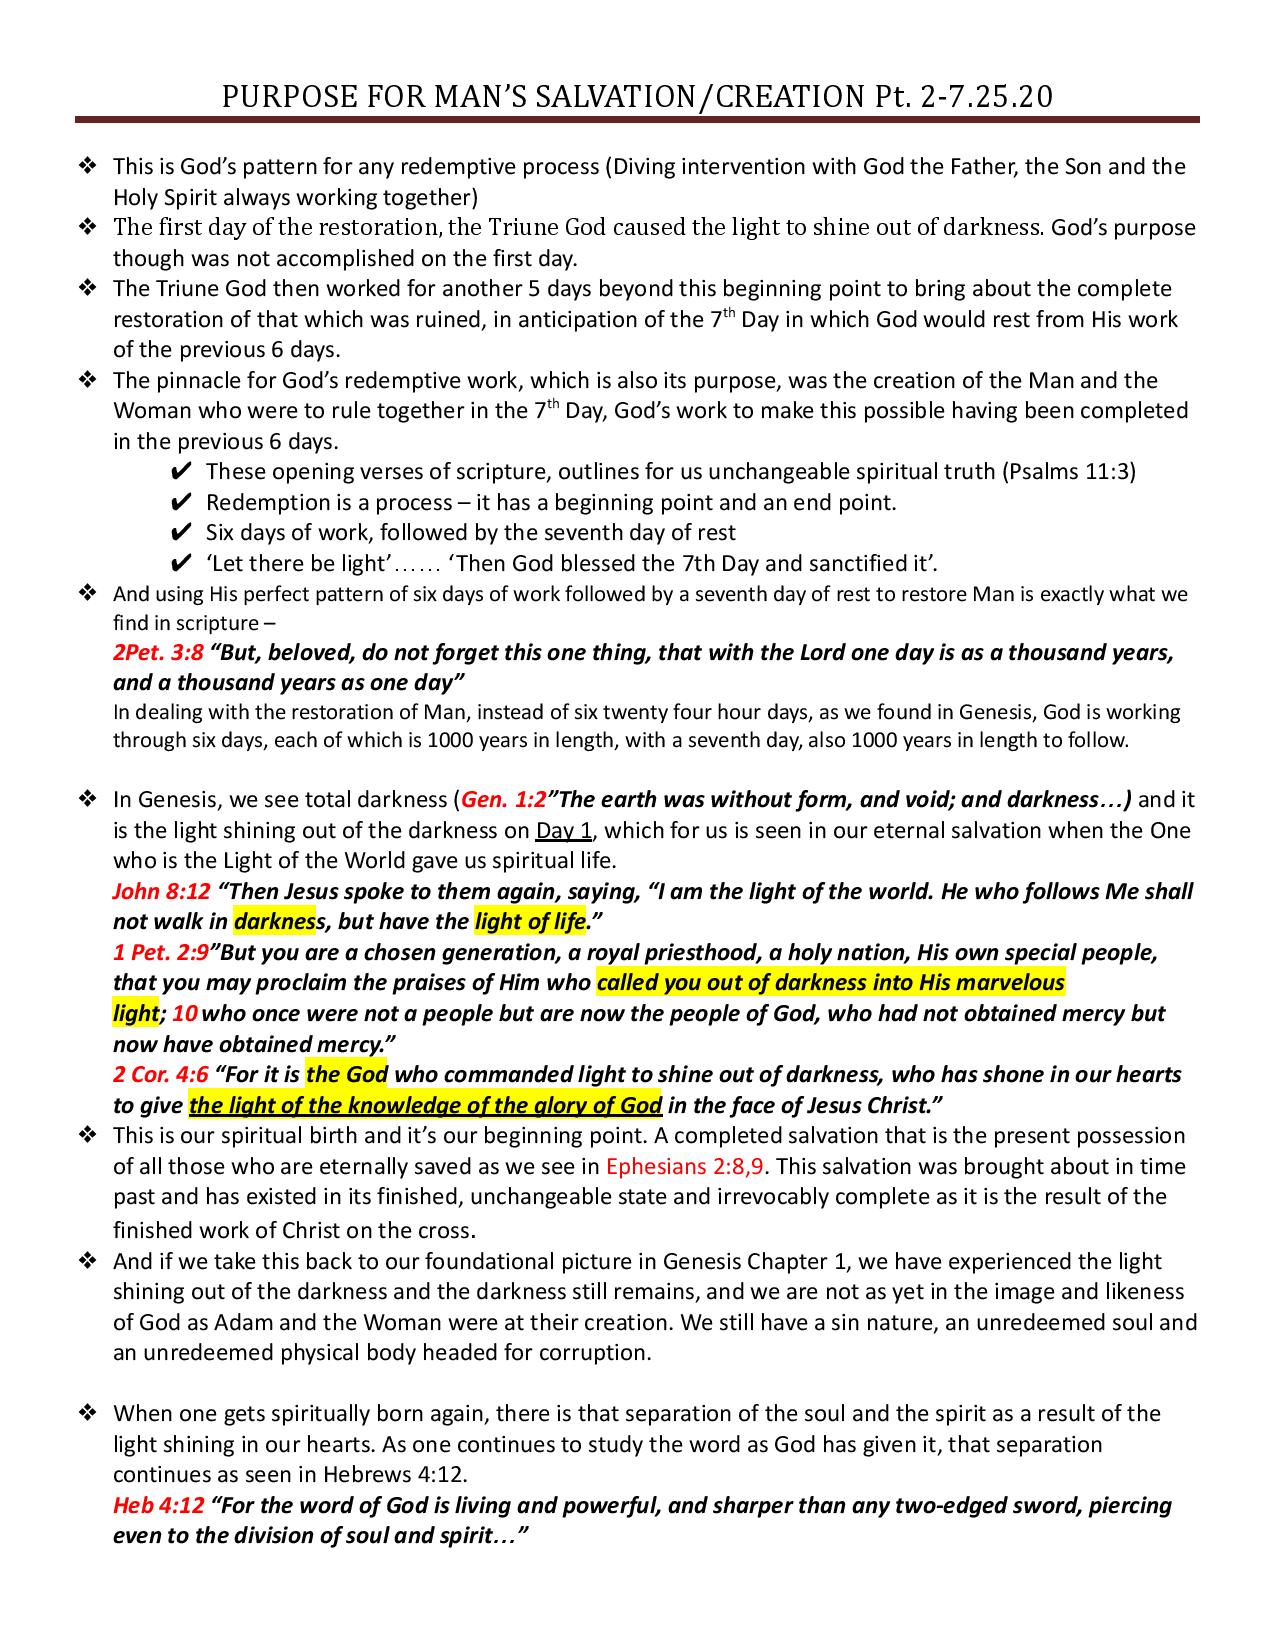 PURPOSE FOR MAN’S SALVATION/CREATION Pt. 2-7.25.20
❖ This is God’s pattern for any redemptive process (Diving intervention with God the Father, the Son and the
Holy Spirit always working together)
❖ The first day of the restoration, the Triune God caused the light to shine out of darkness. God’s purpose
though was not accomplished on the first day.
❖ The Triune God then worked for another 5 days beyond this beginning point to bring about the complete
restoration of that which was ruined, in anticipation of the 7th Day in which God would rest from His work
of the previous 6 days.
❖ The pinnacle for God’s redemptive work, which is also its purpose, was the creation of the Man and the
Woman who were to rule together in the 7th Day, God’s work to make this possible having been completed
in the previous 6 days.
✔ These opening verses of scripture, outlines for us unchangeable spiritual truth (Psalms 11:3)
✔ Redemption is a process – it has a beginning point and an end point.
✔ Six days of work, followed by the seventh day of rest
✔ ‘Let there be light’…… ‘Then God blessed the 7th Day and sanctified it’.
❖ And using His perfect pattern of six days of work followed by a seventh day of rest to restore Man is exactly what we
find in scripture –
2Pet. 3:8 “But, beloved, do not forget this one thing, that with the Lord one day is as a thousand years,
and a thousand years as one day”
In dealing with the restoration of Man, instead of six twenty four hour days, as we found in Genesis, God is working
through six days, each of which is 1000 years in length, with a seventh day, also 1000 years in length to follow.
❖ In Genesis, we see total darkness (Gen. 1:2”The earth was without form, and void; and darkness…) and it
is the light shining out of the darkness on Day 1, which for us is seen in our eternal salvation when the One
who is the Light of the World gave us spiritual life.
John 8:12 “Then Jesus spoke to them again, saying, “I am the light of the world. He who follows Me shall
not walk in darkness, but have the light of life.”
1 Pet. 2:9”But you are a chosen generation, a royal priesthood, a holy nation, His own special people,
that you may proclaim the praises of Him who called you out of darkness into His marvelous
light; 10 who once were not a people but are now the people of God, who had not obtained mercy but
now have obtained mercy.”
2 Cor. 4:6 “For it is the God who commanded light to shine out of darkness, who has shone in our hearts
to give the light of the knowledge of the glory of God in the face of Jesus Christ.”
❖ This is our spiritual birth and it’s our beginning point. A completed salvation that is the present possession
of all those who are eternally saved as we see in Ephesians 2:8,9. This salvation was brought about in time
past and has existed in its finished, unchangeable state and irrevocably complete as it is the result of the
finished work of Christ on the cross.
❖ And if we take this back to our foundational picture in Genesis Chapter 1, we have experienced the light
shining out of the darkness and the darkness still remains, and we are not as yet in the image and likeness
of God as Adam and the Woman were at their creation. We still have a sin nature, an unredeemed soul and
an unredeemed physical body headed for corruption.
❖ When one gets spiritually born again, there is that separation of the soul and the spirit as a result of the
light shining in our hearts. As one continues to study the word as God has given it, that separation
continues as seen in Hebrews 4:12.
Heb 4:12 “For the word of God is living and powerful, and sharper than any two-edged sword, piercing
even to the division of soul and spirit…”